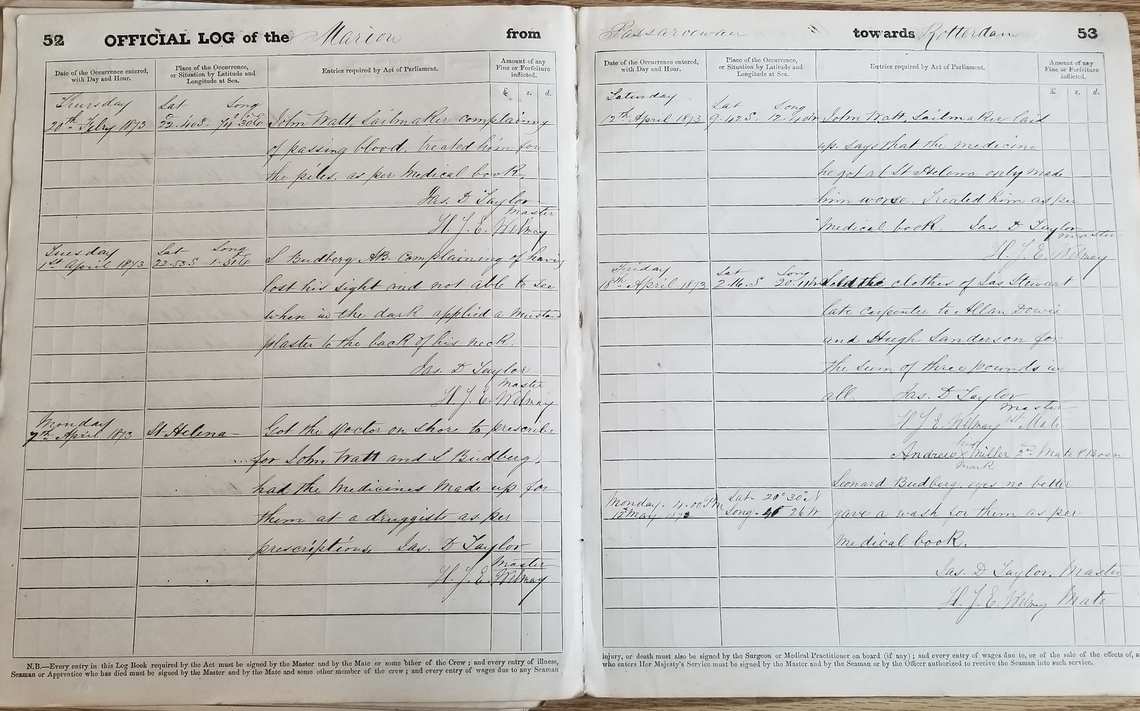 52 OFFICIAL LOG of the Marion from
Date of the Occurrence entered, with Day and Hour.
Place of the Occurrence, or Situation by Latitude and Longitude at Sea.
Entries required by Act of Parliament.
Amount of any Fine or Forfeiture inflicted.
£ s. d.
Thursday Lat Long
20th Feby 1873 22.40S. 74°30E John Watt, Sailmaker complaining
of passing blood, treated him for
the piles, as per Medical book,
Jas. D Taylor
Master
H. J. E. Welmay
Tuesday Lat Long
1st April 1873 22.53S 1.31E S Budberg AB. complaining of having
lost his sight and not able to see
when in the dark applied a Mustard
plaster to the back of his neck
Jas. D Taylor
Master
H J E. Welmay
Monday
7th April 1873 St Helena Got the Doctor on shore to prescribe
for John Watt and S Budberg,
had the Medicines Made up for
them at a druggists as per
prescriptions, Jas. D Taylor
Master
H. J. E Welmay
N.B.—Every entry in this Log Book required by the Act must be signed by the Master and by the Mate or some other of the Crew; and every entry of illness,
Seaman or Apprentice who has died must be signed by the Master and by the Mate and some other member of the crew; and every entry of wages due to any Seaman
Passaroewan towards Rotterdam 53
Date of the Occurrence entered, with Day and Hour.
Place of the Occurrence, or Situation by Latitude and Longitude at Sea.
Entries required by Act of Parliament.
Amount of any Fine or Forfeiture inflicted.
£ s. d.
Saturday Lat Long
12th April 1873 9.42S. 12.40W John Watt, Sailmaker laid
up. says that the medicine
he got at St Helena only made
him worse. Treated him as per
Medical book. Jas. D Taylor
Master
H. J E Welmay
Friday Lat Long
18th April 1873 2.16.S 20.11W Sold the clothes of Jas Stewart
late carpenter to Allan Dowie
and Hugh Sanderson for
the sum of three pounds in
all. Jas. D Taylor
Master
H J E Welmay 1st Mate
Andrew his x mark Miller 2nd Mate & Bosn
Leonard Budberg, eyes no better
Monday. 4.00 PM Lat. 20° 30' N
12 May 1873 Long. 26 W gave a wash for them as per
Medical book.
Jas. D Taylor, Master
H. J. E Welmay Mate
injury, or death must also be signed by the Surgeon or Medical Practitioner on board (if any); and every entry of wages due to, or of the sale of the effects of, a
who enters Her Majesty's Service must be signed by the Master and by the Seaman or by the Officer authorized to receive the Seaman into such service.